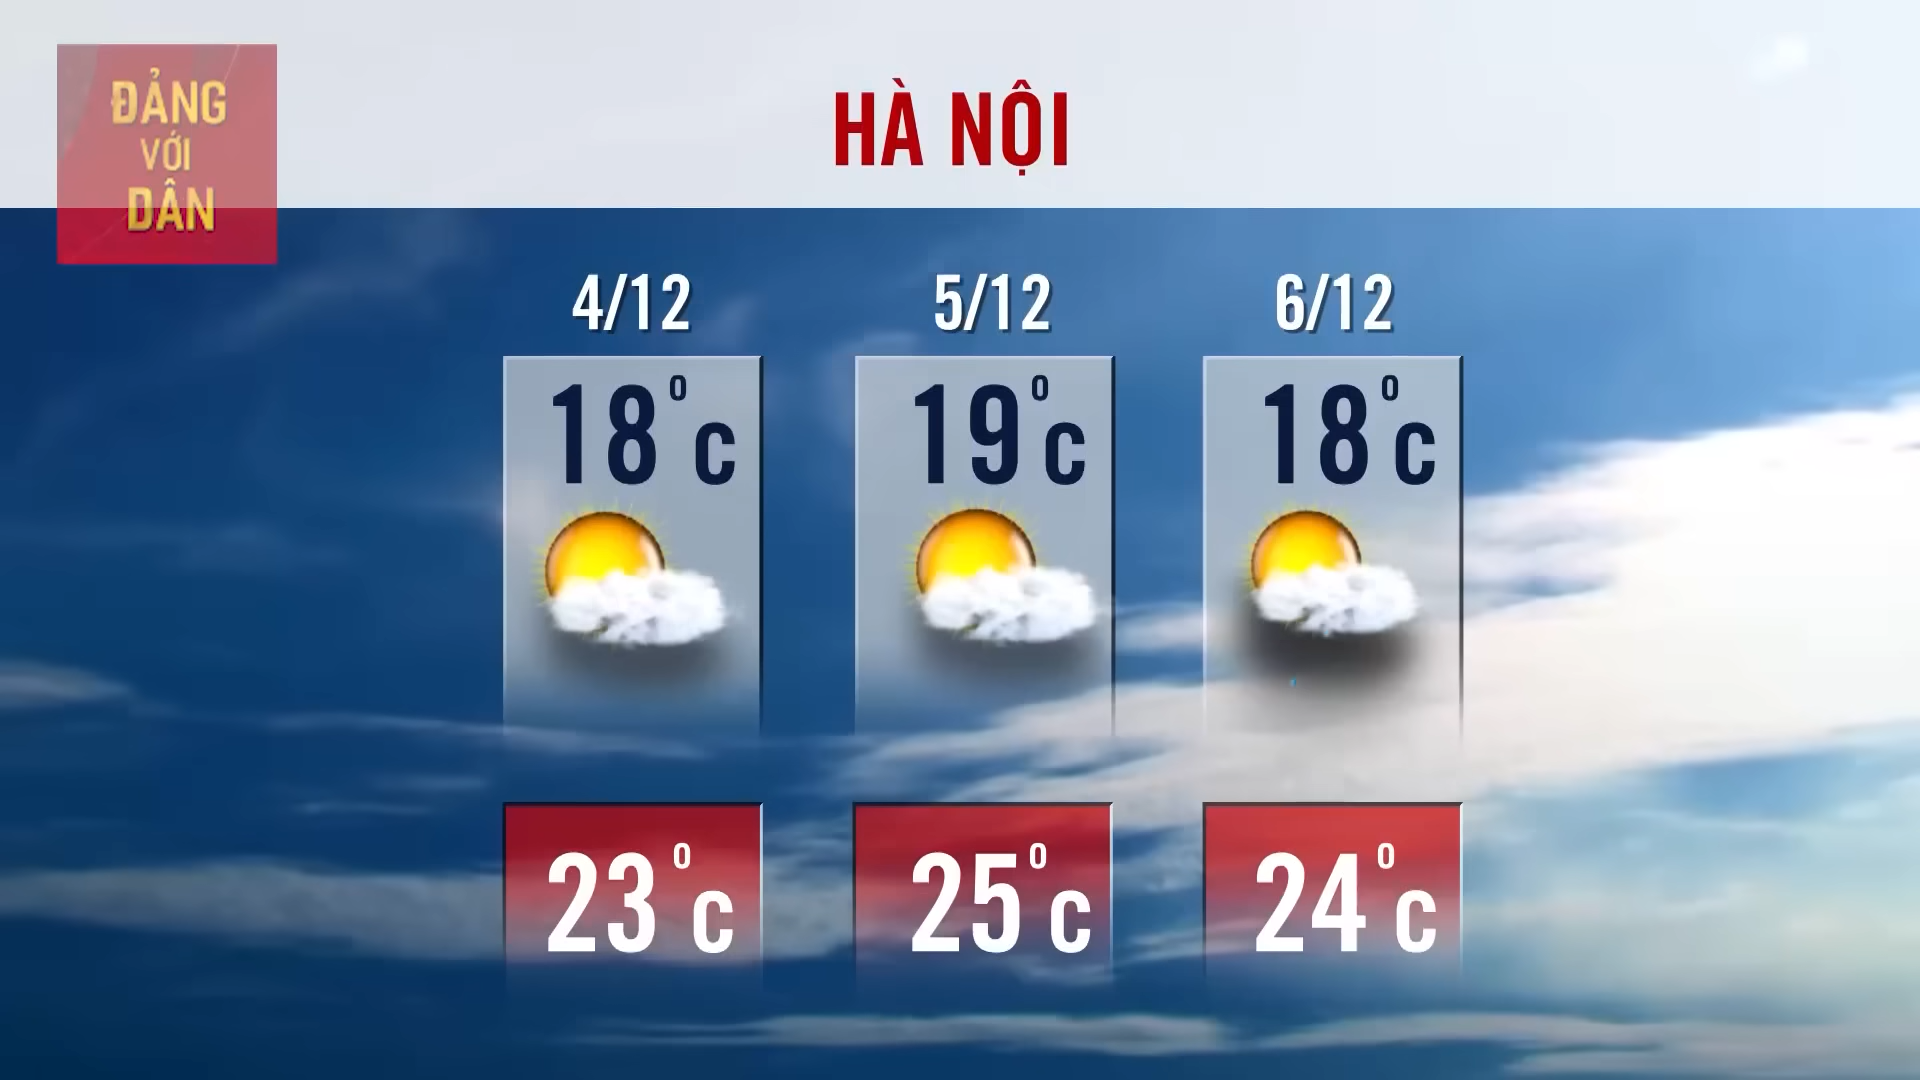 ĐẢNG
VỚI
DÂN
HÀ NỘI
4/12 5/12 6/12
18°C 19°C 18°C
23°C 25°C 24°C